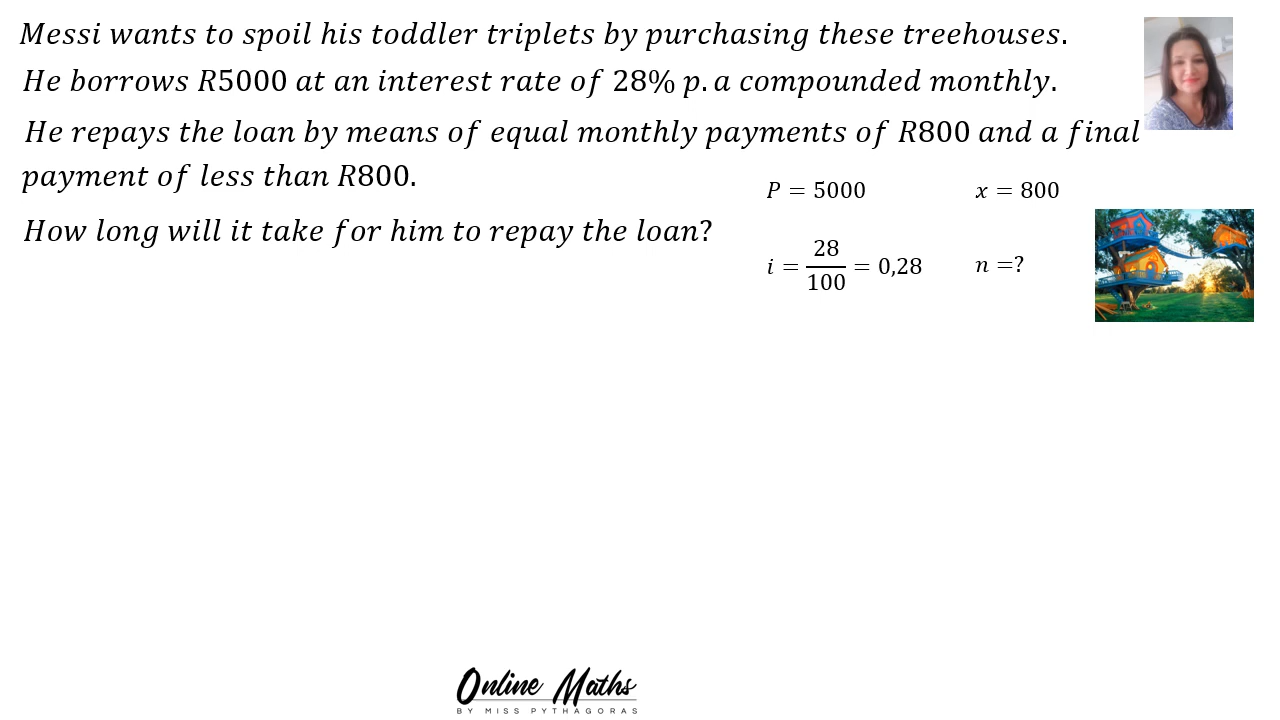 Messi wants to spoil his toddler triplets by purchasing these treehouses.
He borrows R5000 at an interest rate of 28% p.a compounded monthly.
He repays the loan by means of equal monthly payments of R800 and a final
payment of less than R800.
How long will it take for him to repay the loan?
P = 5000
x = 800
i = 28/100 = 0,28
n =?
Online Maths
BY MISS PYTHAGORAS